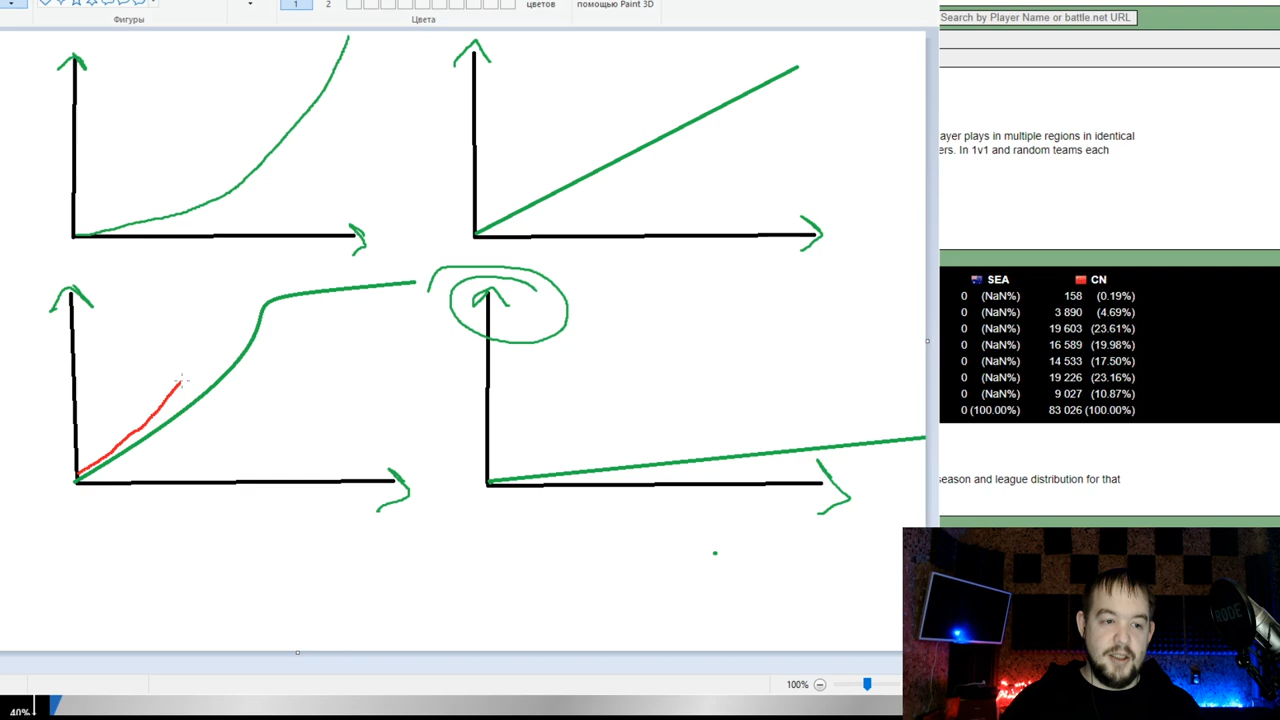 Фигуры
1
2
Цвета
цветов
помощью Paint 3D
Search by Player Name or battle.net URL
ayer plays in multiple regions in identical
ers. In 1v1 and random teams each
SEA CN
0 (NaN%) 158 (0.19%)
0 (NaN%) 3 890 (4.69%)
0 (NaN%) 19 603 (23.61%)
0 (NaN%) 16 589 (19.98%)
0 (NaN%) 14 533 (17.50%)
0 (NaN%) 19 226 (23.16%)
0 (NaN%) 9 027 (10.87%)
0 (100.00%) 83 026 (100.00%)
season and league distribution for that
RODE
100%
40%